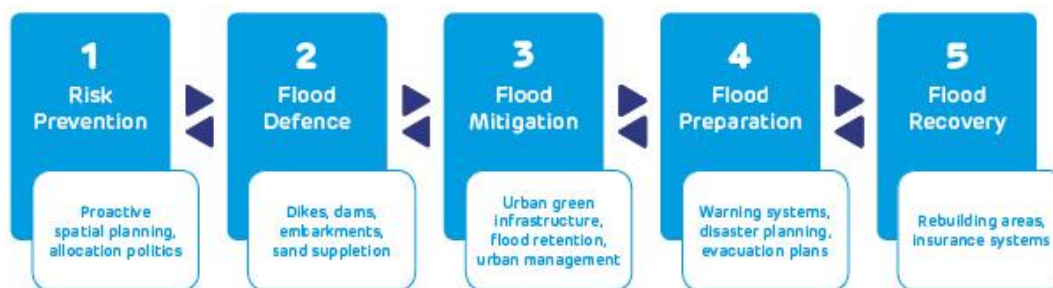 1
Risk
Prevention
Proactive
spatial planning,
allocation politics
2
Flood
Defence
Dikes, dams,
embarkments,
sand suppletion
3
Flood
Mitigation
Urban green
infrastructure,
flood retention,
urban management
4
Flood
Preparation
Warning systems,
disaster planning,
evacuation plans
5
Flood
Recovery
Rebuilding areas,
insurance systems